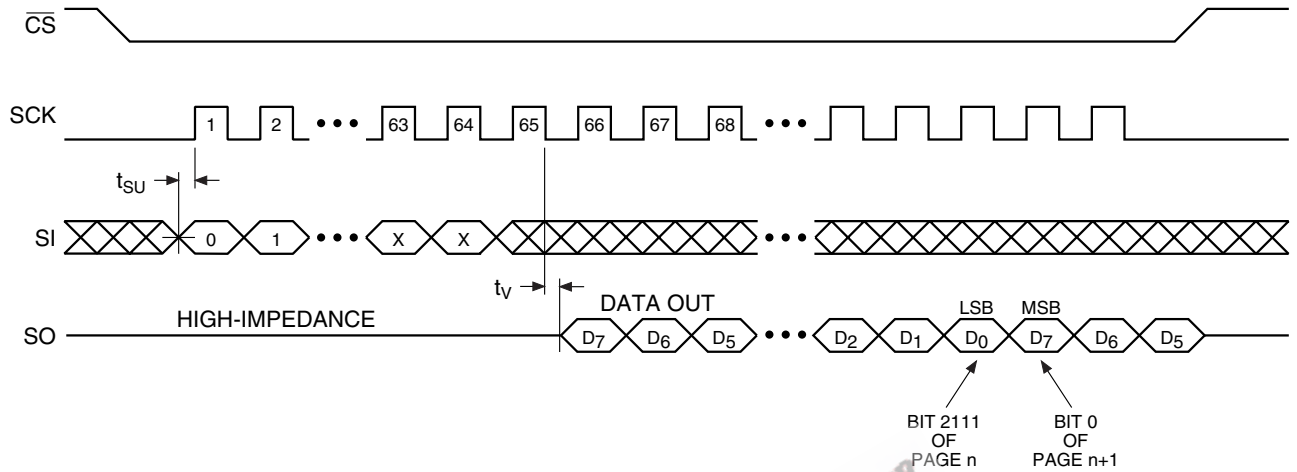 CS
SCK
1 2 ••• 63 64 65 66 67 68 •••
tSU
SI
0 1 ••• X X •••
tV
DATA OUT
HIGH-IMPEDANCE
LSB MSB
SO
D7 D6 D5 ••• D2 D1 D0 D7 D6 D5
BIT 2111
OF
PAGE n
BIT 0
OF
PAGE n+1